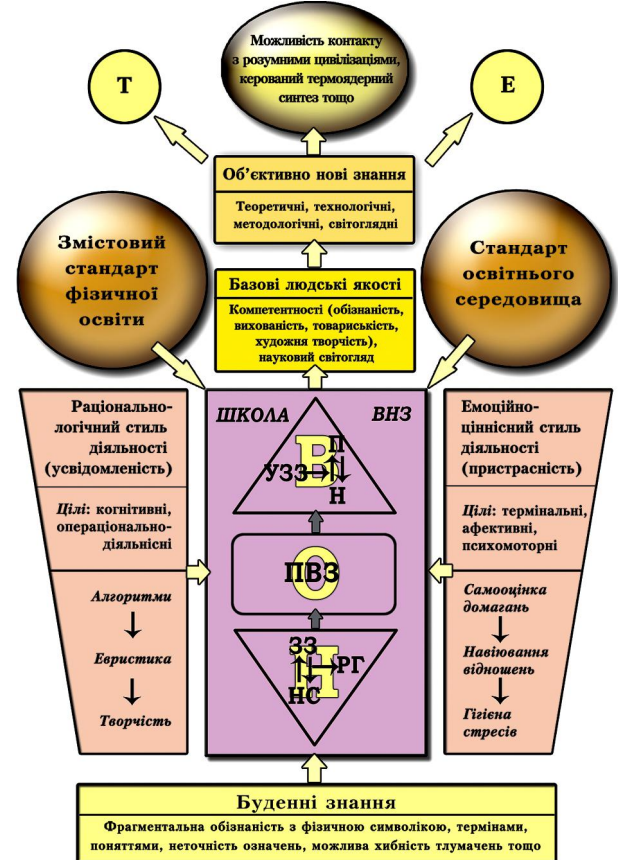 Можливість контакту
з розумними цивілізаціями,
керований термоядерний
синтез тощо
Т
Е
Об’єктивно нові знання
Теоретичні, технологічні,
методологічні, світоглядні
Змістовий
стандарт
фізичної
освіти
Стандарт
освітнього
середовища
Базові людські якості
Компетентності (обізнаність,
вихованість, товариськість,
художня творчість),
науковий світогляд
Раціонально-
логічний стиль
діяльності
(усвідомленість)
Цілі: когнітивні,
операціонально-
діяльнісні
Алгоритми
Евристика
Творчість
ШКОЛА
ВНЗ
В
П
УЗЗ
Н
О
ПВЗ
Н
ЗЗ
РГ
НС
Емоційно-
ціннісний стиль
діяльності
(пристрасність)
Цілі: термінальні,
афективні,
психомоторні
Самооцінка
домагань
Навіювання
відношень
Гігієна
стресів
Буденні знання
Фрагментальна обізнаність з фізичною символікою, термінами,
поняттями, неточність означень, можлива хибність тлумачень тощо